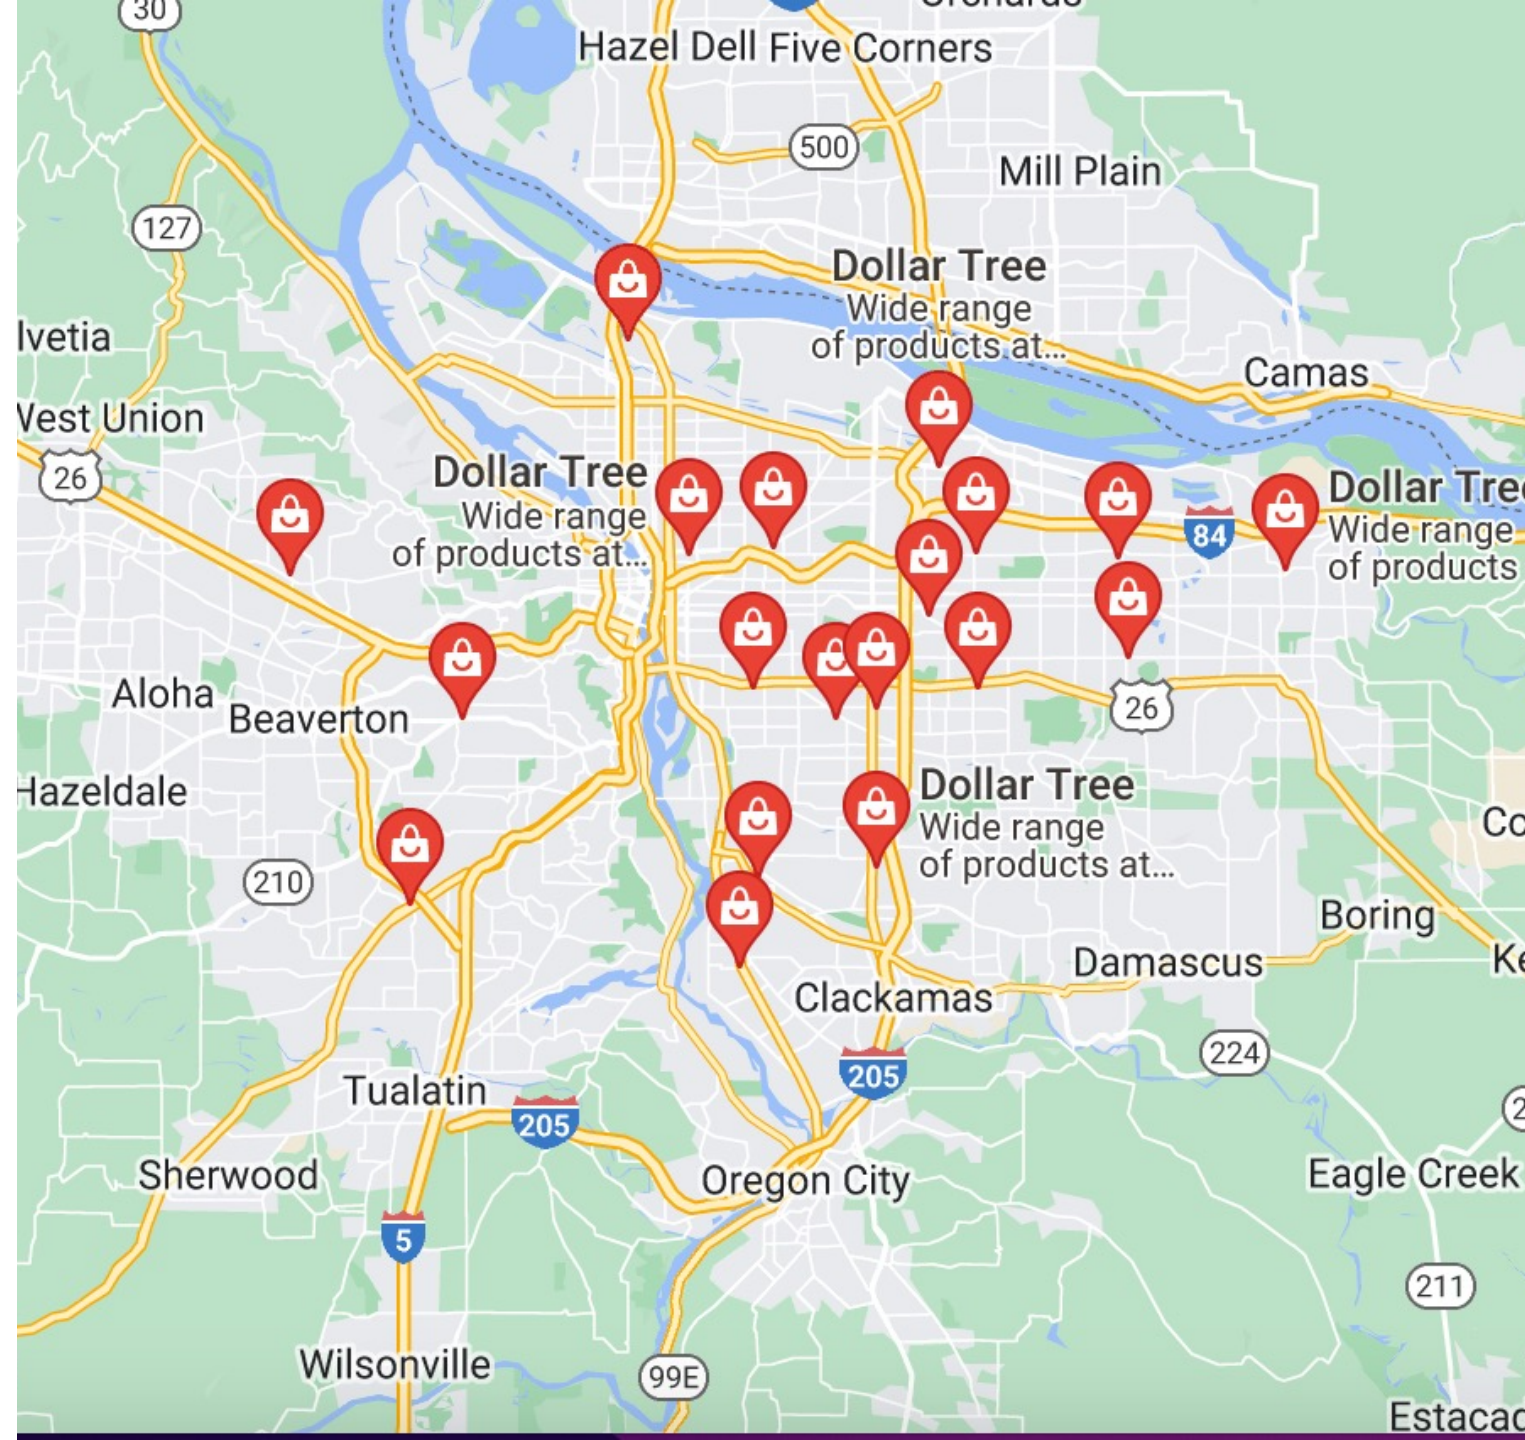 30
Hazel Dell Five Corners
500
Mill Plain
127
Dollar Tree
Wide range
of products at...
lvetia
Camas
West Union
26
Dollar Tree
Wide range
of products at...
84
Dollar Tree
Wide range
of products
Aloha
Beaverton
26
Hazeldale
Dollar Tree
Wide range
of products at...
Co
210
Boring
Damascus
Ke
Clackamas
224
205
Tualatin
205
2
Sherwood
Oregon City
Eagle Creek
5
211
Wilsonville
99E
Estacad